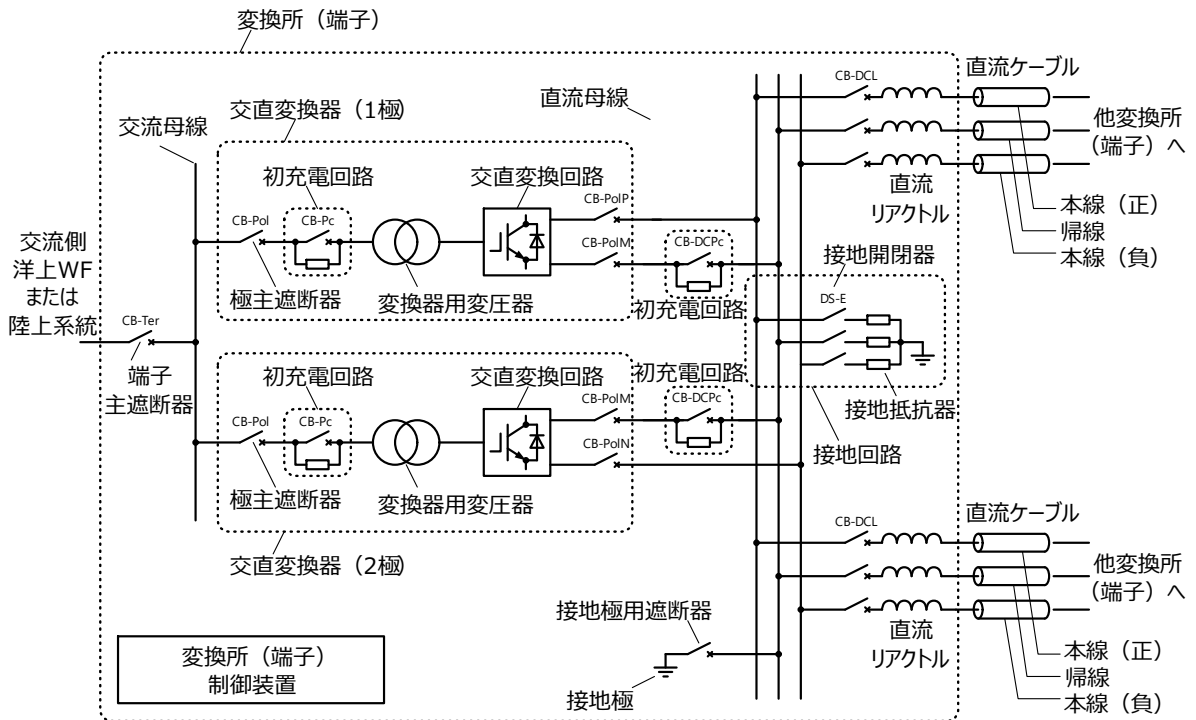 変換所（端子）
直流ケーブル
CB-DCL
直流母線
交直変換器（1極）
交流母線
他変換所
（端子）へ
初充電回路
交直変換回路
直流
リアクトル
CB-PolP
CB-Pol
CB-Pc
本線（正）
帰線
本線（負）
CB-PolM
CB-DCPc
接地開閉器
交流側
洋上WF
または
陸上系統
極主遮断器
変換器用変圧器
初充電回路
DS-E
CB-Ter
端子
主遮断器
初充電回路
交直変換回路
初充電回路
CB-PolM
CB-DCPc
接地抵抗器
CB-Pol
CB-Pc
CB-PolN
接地回路
極主遮断器
変換器用変圧器
直流ケーブル
CB-DCL
交直変換器（2極）
他変換所
（端子）へ
接地極用遮断器
直流
リアクトル
変換所（端子）
制御装置
接地極
本線（正）
帰線
本線（負）